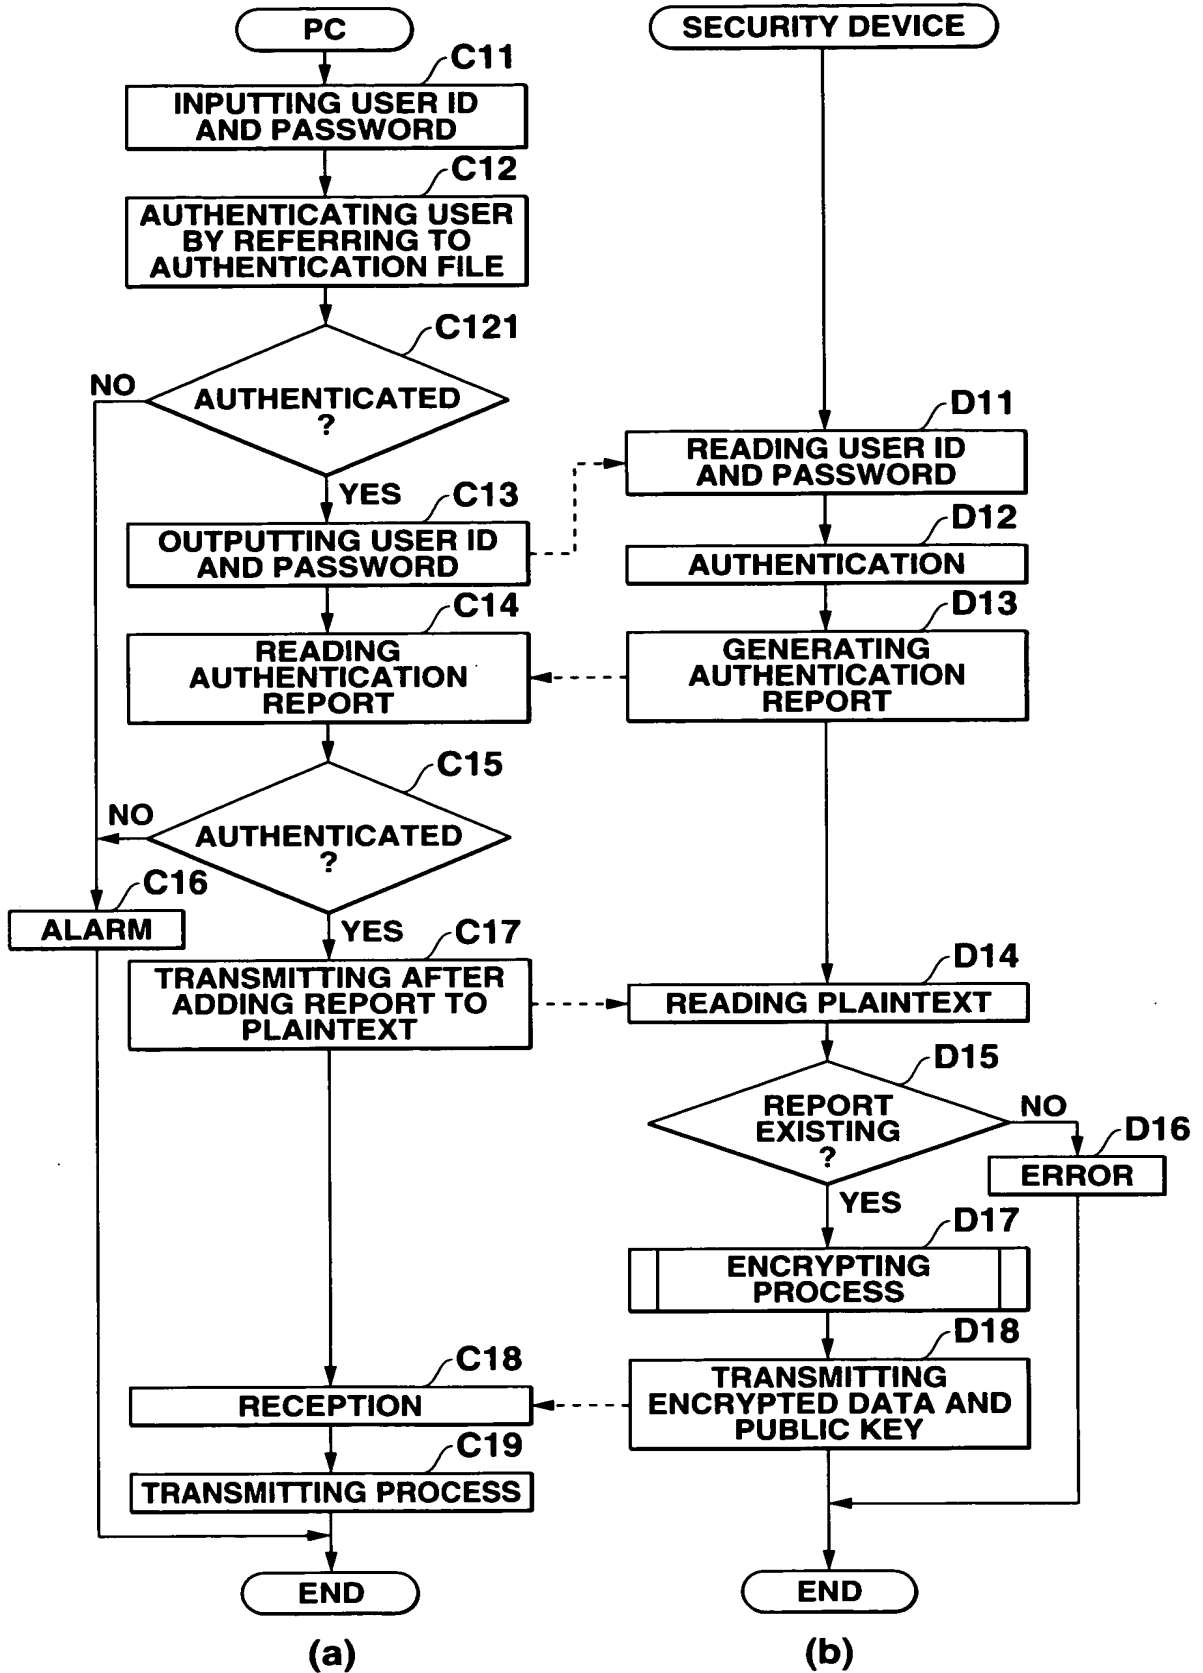 PC
C11
INPUTTING USER ID
AND PASSWORD
C12
AUTHENTICATING USER
BY REFERRING TO
AUTHENTICATION FILE
C121
NO
AUTHENTICATED
?
YES
C13
OUTPUTTING USER ID
AND PASSWORD
C14
READING
AUTHENTICATION
REPORT
C15
NO
AUTHENTICATED
?
C16
ALARM
YES
C17
TRANSMITTING AFTER
ADDING REPORT TO
PLAINTEXT
C18
RECEPTION
C19
TRANSMITTING PROCESS
END
(a)
SECURITY DEVICE
D11
READING USER ID
AND PASSWORD
D12
AUTHENTICATION
D13
GENERATING
AUTHENTICATION
REPORT
D14
READING PLAINTEXT
D15
REPORT
EXISTING
?
NO
D16
ERROR
YES
D17
ENCRYPTING
PROCESS
D18
TRANSMITTING
ENCRYPTED DATA AND
PUBLIC KEY
END
(b)